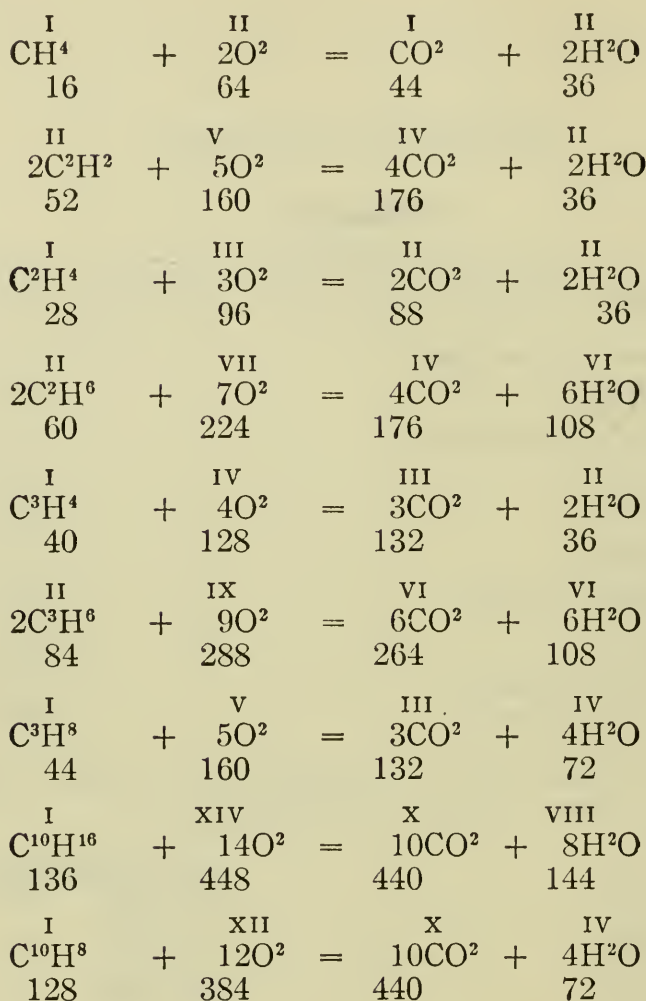 I II I II
CH⁴ + 2O² = CO² + 2H²O
16 64 44 36
II V IV II
2C²H² + 5O² = 4CO² + 2H²O
52 160 176 36
I III II II
C²H⁴ + 3O² = 2CO² + 2H²O
28 96 88 36
II VII IV VI
2C²H⁶ + 7O² = 4CO² + 6H²O
60 224 176 108
I IV III II
C³H⁴ + 4O² = 3CO² + 2H²O
40 128 132 36
II IX VI VI
2C³H⁶ + 9O² = 6CO² + 6H²O
84 288 264 108
I V III IV
C³H⁸ + 5O² = 3CO² + 4H²O
44 160 132 72
I XIV X VIII
C¹⁰H¹⁶ + 14O² = 10CO² + 8H²O
136 448 440 144
I XII X IV
C¹⁰H⁸ + 12O² = 10CO² + 4H²O
128 384 440 72